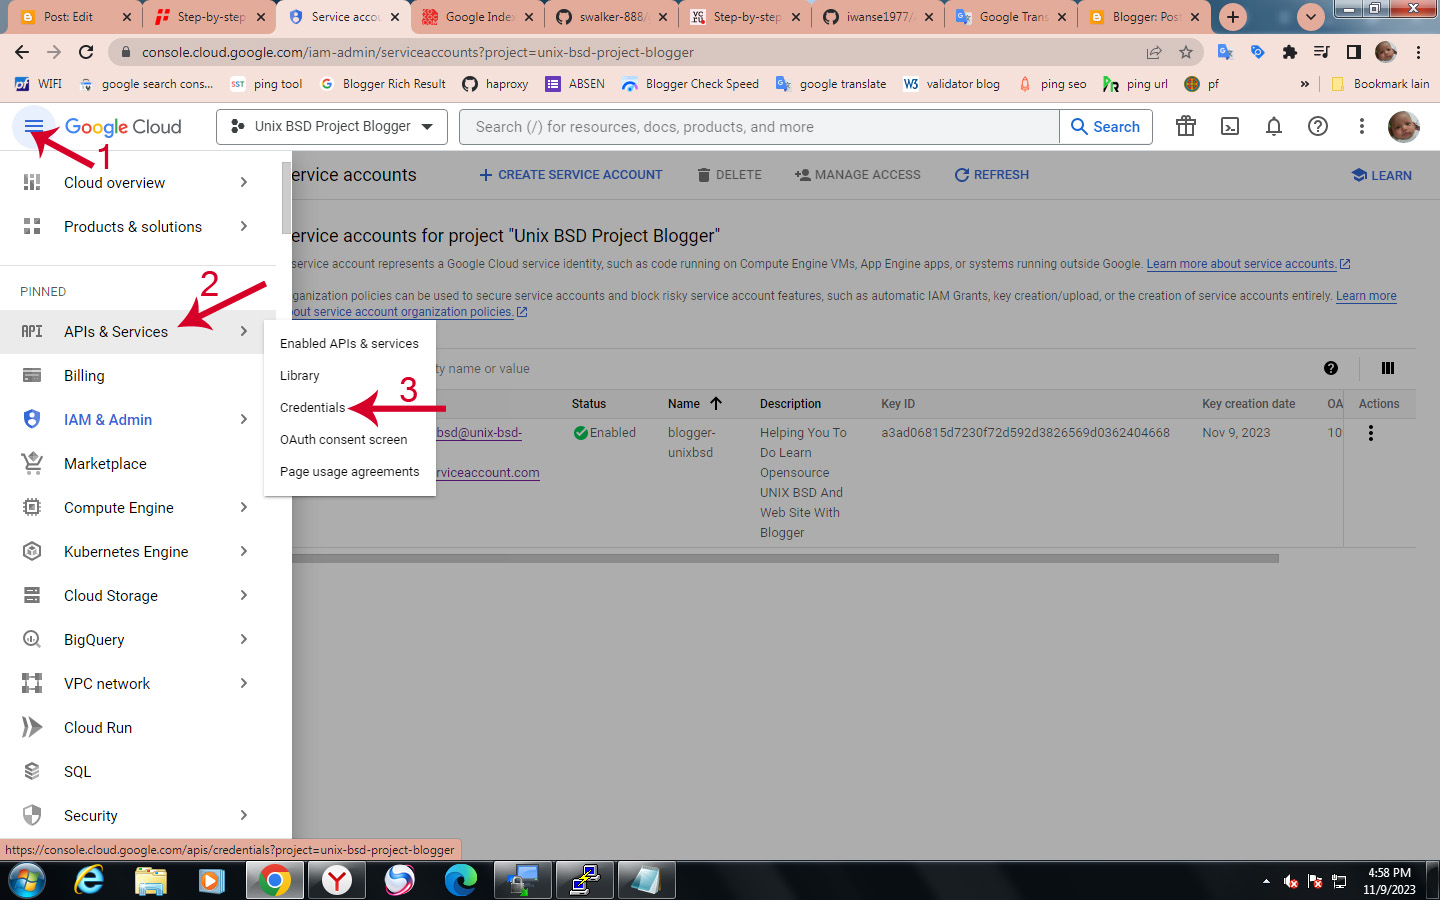 Post: Edit
Step-by-step
Service accou
Google Index
swalker-888/
Step-by-step
iwanse1977/
Google Trans
Blogger: Post
console.cloud.google.com/iam-admin/serviceaccounts?project=unix-bsd-project-blogger
WIFI
google search cons...
ping tool
Blogger Rich Result
haproxy
ABSEN
Blogger Check Speed
google translate
validator blog
ping seo
ping url
pf
»
Bookmark lain
Google Cloud
Unix BSD Project Blogger
Search (/) for resources, docs, products, and more
Search
1
Cloud overview
Products & solutions
PINNED
2
API APIs & Services
Billing
IAM & Admin
Marketplace
Compute Engine
Kubernetes Engine
Cloud Storage
BigQuery
VPC network
Cloud Run
SQL
Security
Enabled APIs & services
Library
Credentials
3
OAuth consent screen
Page usage agreements
ervice accounts
CREATE SERVICE ACCOUNT
DELETE
MANAGE ACCESS
REFRESH
LEARN
ervice accounts for project "Unix BSD Project Blogger"
service account represents a Google Cloud service identity, such as code running on Compute Engine VMs, App Engine apps, or systems running outside Google. Learn more about service accounts.
ganization policies can be used to secure service accounts and block risky service account features, such as automatic IAM Grants, key creation/upload, or the creation of service accounts entirely. Learn more
out service account organization policies.
ty name or value
Status
Name
Description
Key ID
Key creation date
OA
Actions
bsd@unix-bsd-
rviceaccount.com
Enabled
blogger-
unixbsd
Helping You To
Do Learn
Opensource
UNIX BSD And
Web Site With
Blogger
a3ad06815d7230f72d592d3826569d0362404668
Nov 9, 2023
10
https://console.cloud.google.com/apis/credentials?project=unix-bsd-project-blogger
4:58 PM
11/9/2023